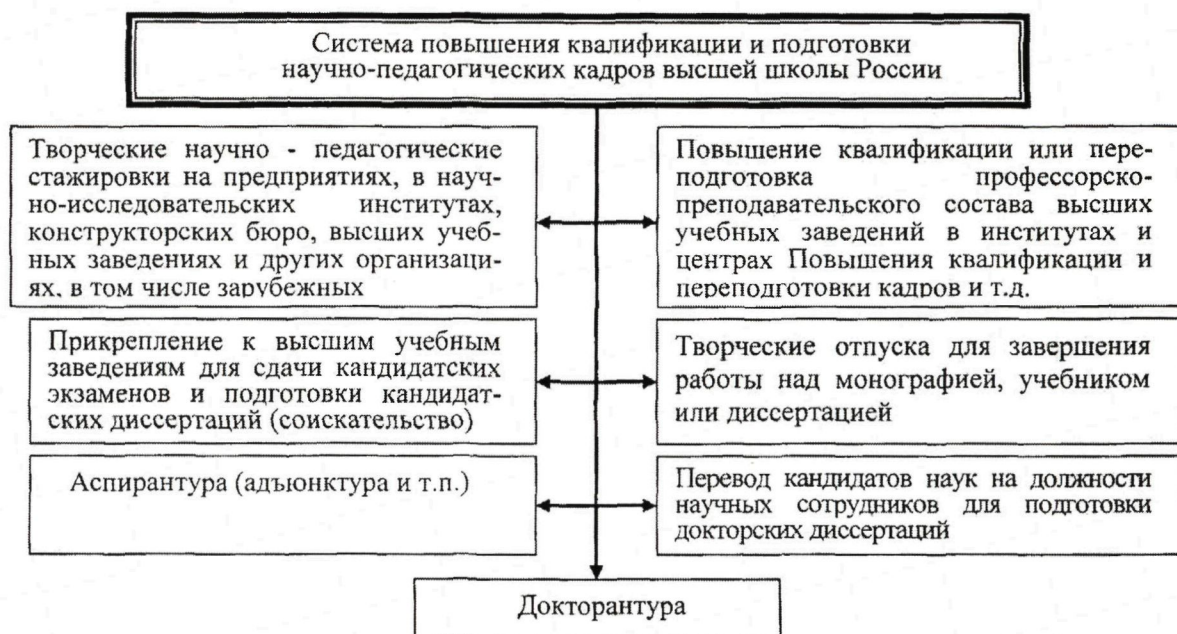 Система повышения квалификации и подготовки
научно-педагогических кадров высшей школы России
Творческие научно - педагогические
стажировки на предприятиях, в науч-
но-исследовательских институтах,
конструкторских бюро, высших учеб-
ных заведениях и других организаци-
ях, в том числе зарубежных
Повышение квалификации или пере-
подготовка профессорско-
преподавательского состава высших
учебных заведений в институтах и
центрах Повышения квалификации и
переподготовки кадров и т.д.
Прикрепление к высшим учебным
заведениям для сдачи кандидатских
экзаменов и подготовки кандидат-
ских диссертаций (соискательство)
Творческие отпуска для завершения
работы над монографией, учебником
или диссертацией
Аспирантура (адъюнктура и т.п.)
Перевод кандидатов наук на должности
научных сотрудников для подготовки
докторских диссертаций
Докторантура